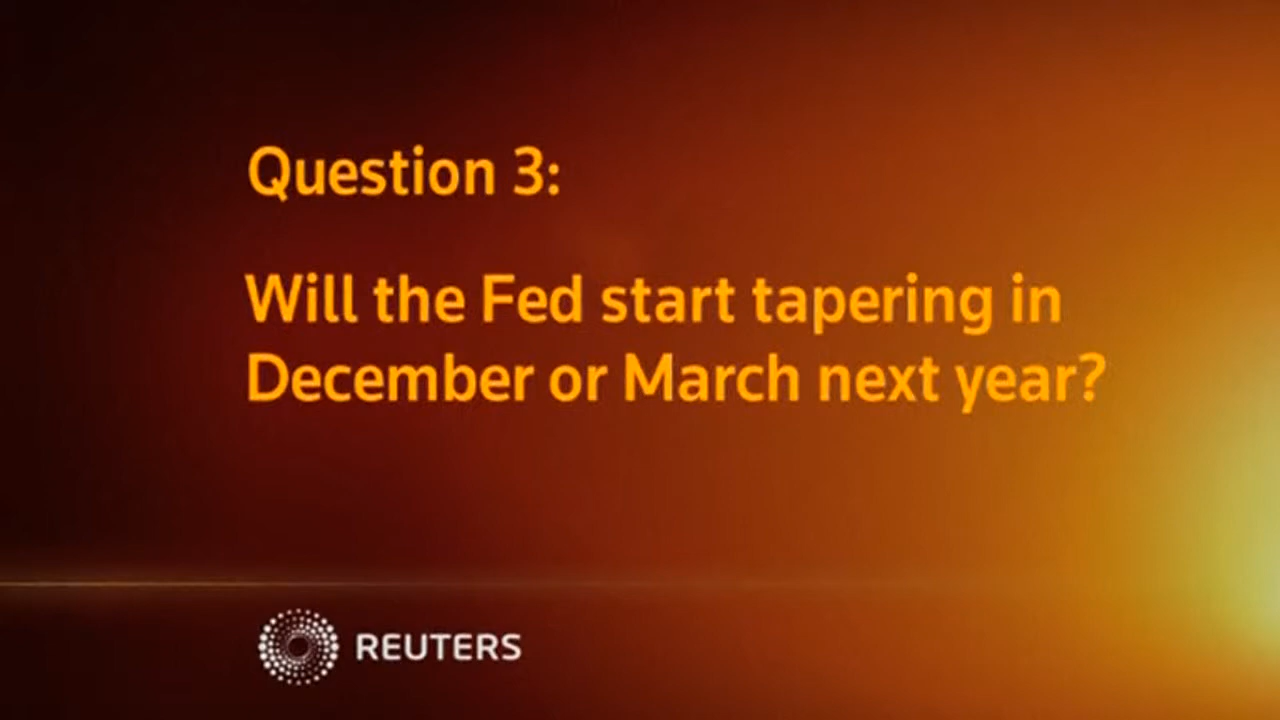 Question 3:
Will the Fed start tapering in
December or March next year?
REUTERS